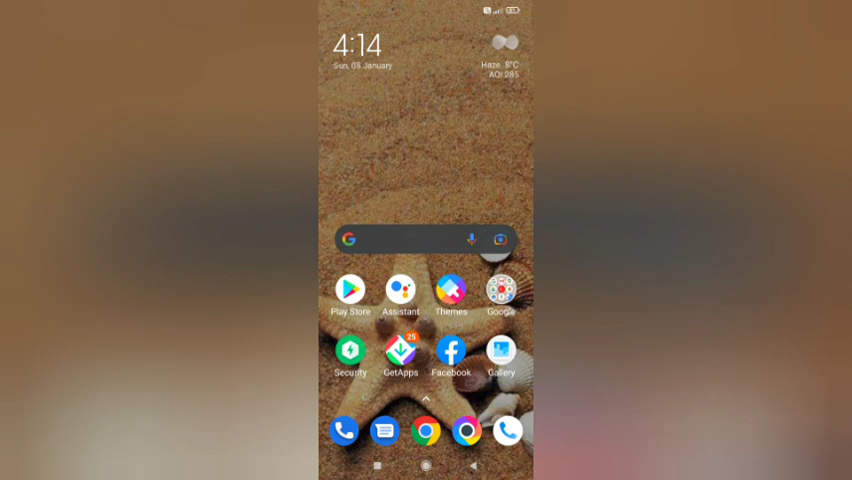 4:14
Sun, 08 January
Haze 8°C
AQI 285
Play Store
Assistant
Themes
Google
25
Security
GetApps
Facebook
Gallery